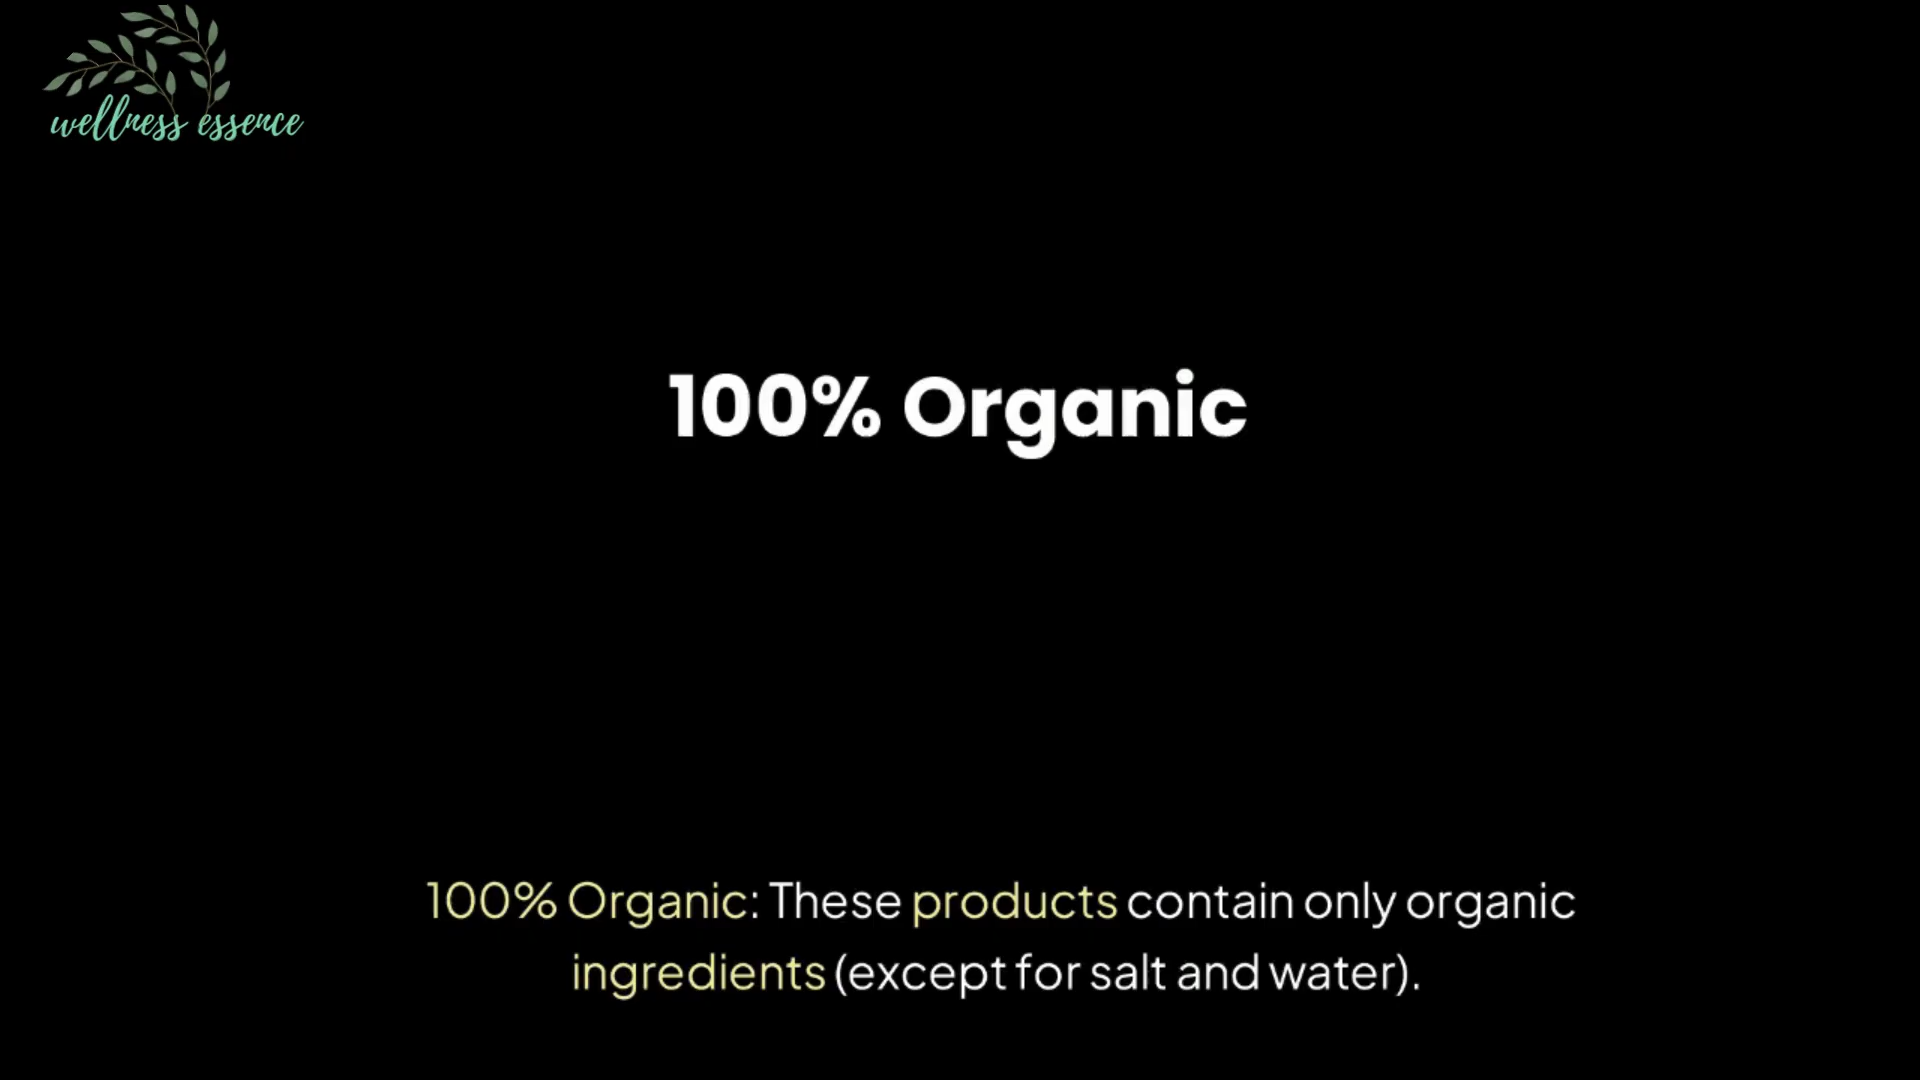 wellness essence
100% Organic
100% Organic: These products contain only organic
ingredients (except for salt and water).